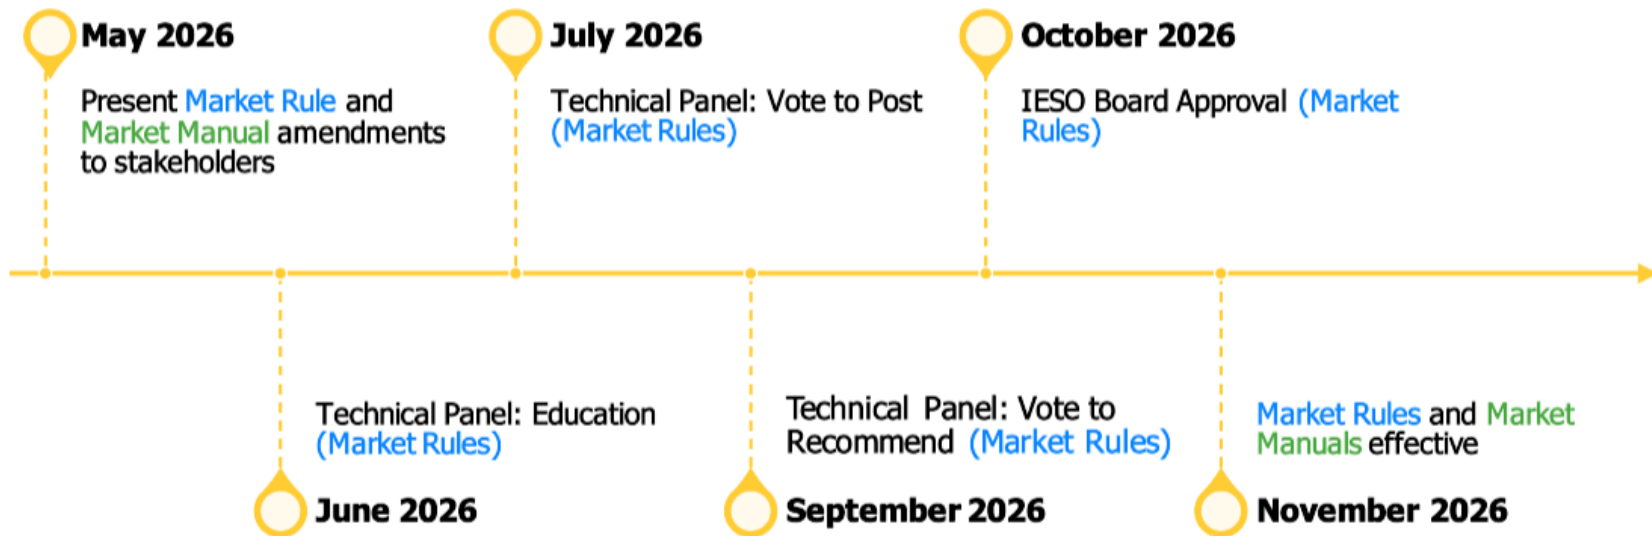 May 2026
Present Market Rule and
Market Manual amendments
to stakeholders
July 2026
Technical Panel: Vote to Post
(Market Rules)
October 2026
IESO Board Approval (Market
Rules)
Technical Panel: Education
(Market Rules)
June 2026
Technical Panel: Vote to
Recommend (Market Rules)
September 2026
Market Rules and Market
Manuals effective
November 2026